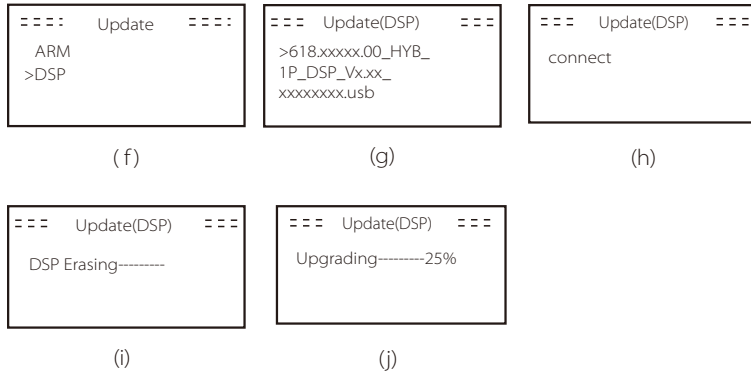 Update
ARM
>DSP
(f)
Update(DSP)
>618.xxxxx.00_HYB_
1P_DSP_Vx.xx_
xxxxxxxx.usb
(g)
Update(DSP)
connect
(h)
Update(DSP)
DSP Erasing---------
(i)
Update(DSP)
Upgrading---------25%
(j)